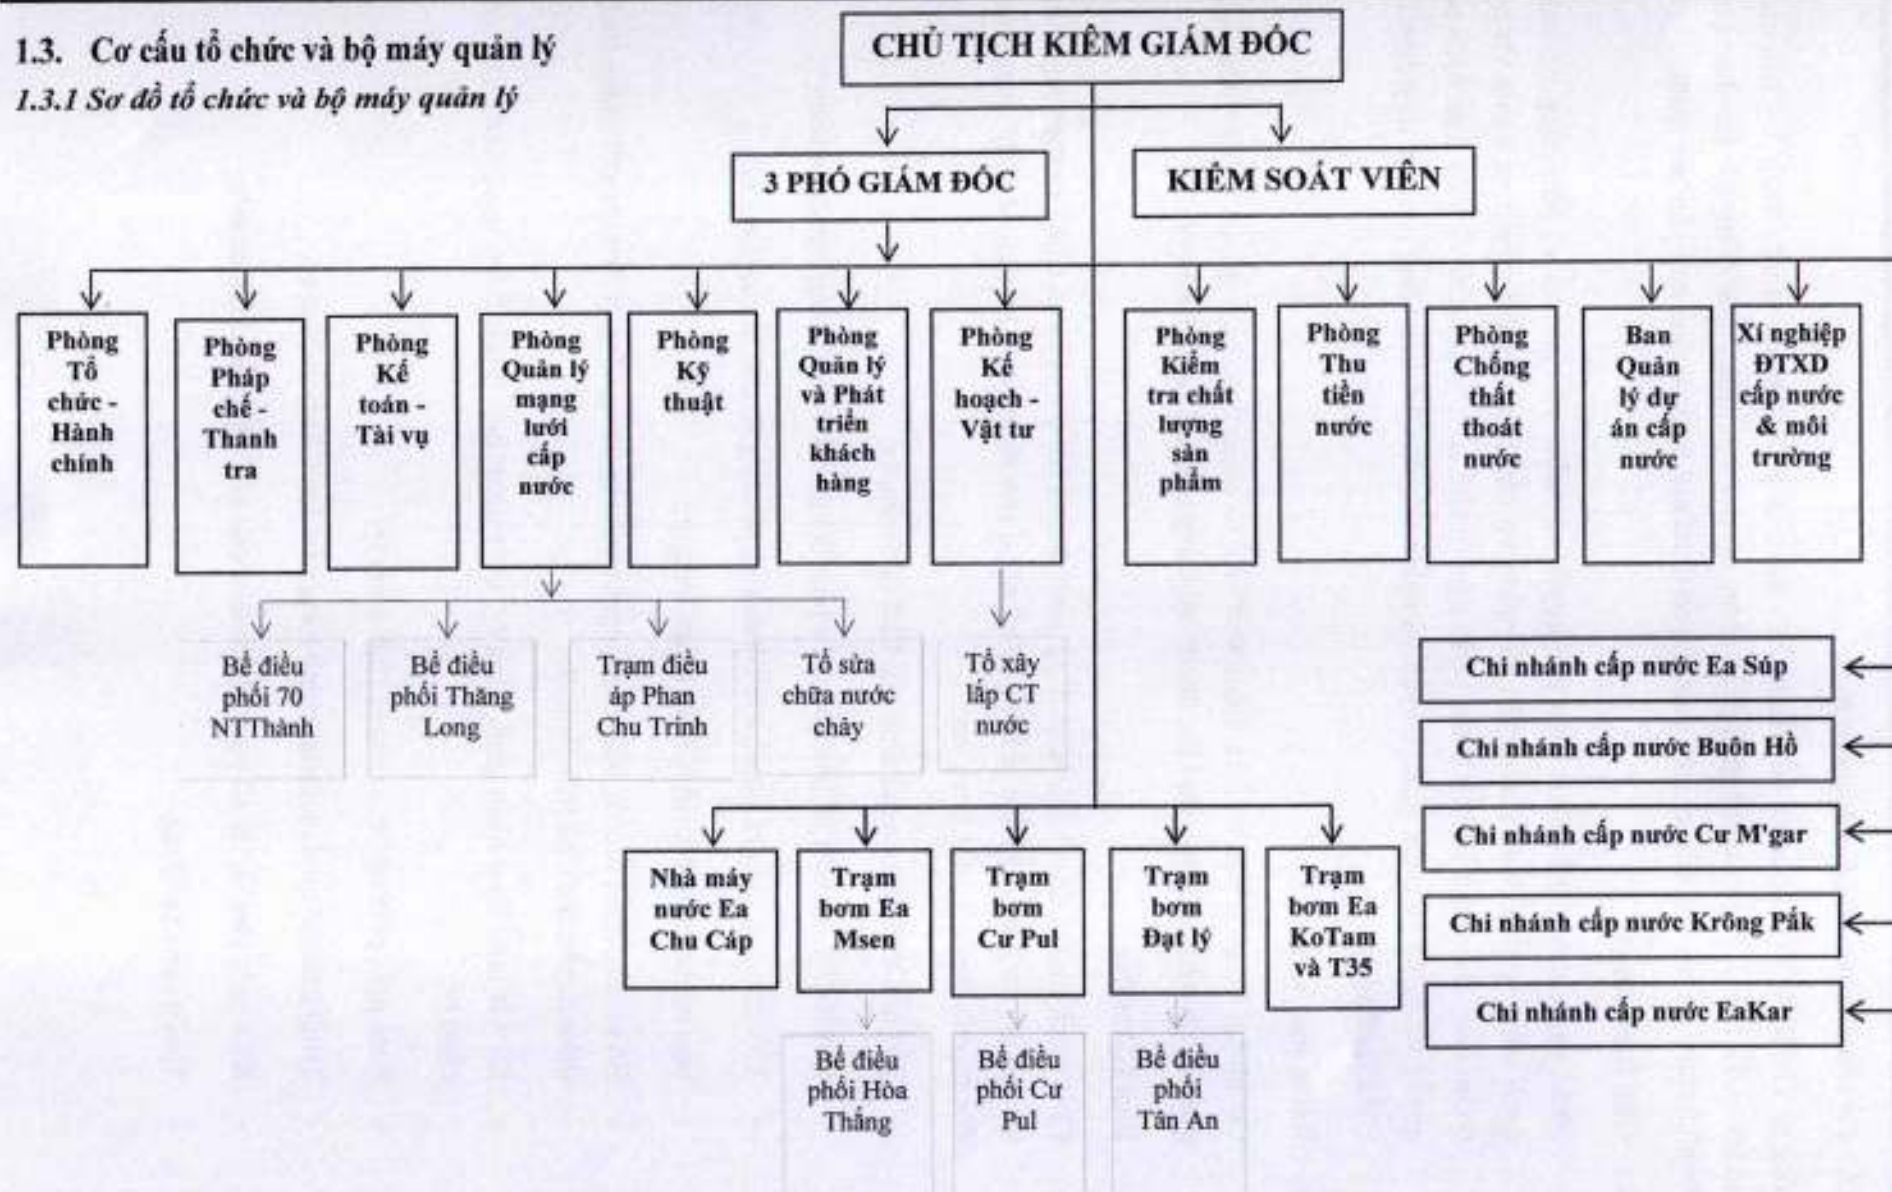 1.3. Cơ cấu tổ chức và bộ máy quản lý
1.3.1 Sơ đồ tổ chức và bộ máy quản lý
CHỦ TỊCH KIÊM GIÁM ĐỐC
3 PHÓ GIÁM ĐỐC
KIỂM SOÁT VIÊN
Phòng
Tổ
chức -
Hành
chính
Phòng
Pháp
chế -
Thanh
tra
Phòng
Kế
toán -
Tài vụ
Phòng
Quản lý
mạng
lưới
cấp
nước
Phòng
Kỹ
thuật
Phòng
Quản lý
và Phát
triển
khách
hàng
Phòng
Kế
hoạch -
Vật tư
Phòng
Kiểm
tra chất
lượng
sản
phẩm
Phòng
Thu
tiền
nước
Phòng
Chống
thất
thoát
nước
Ban
Quản
lý dự
án cấp
nước
Xí nghiệp
ĐTXD
cấp nước
& môi
trường
Bể điều
phối 70
NTThành
Bể điều
phối Thăng
Long
Trạm điều
áp Phan
Chu Trinh
Tổ sửa
chữa nước
chảy
Tổ xây
lắp CT
nước
Chi nhánh cấp nước Ea Súp
Chi nhánh cấp nước Buôn Hồ
Chi nhánh cấp nước Cư M'gar
Chi nhánh cấp nước Krông Pắk
Chi nhánh cấp nước EaKar
Nhà máy
nước Ea
Chu Cáp
Trạm
bơm Ea
Msen
Trạm
bơm
Cư Pul
Trạm
bơm
Đạt lý
Trạm
bơm Ea
KoTam
và T35
Bể điều
phối Hòa
Thắng
Bể điều
phối Cư
Pul
Bể điều
phối
Tân An